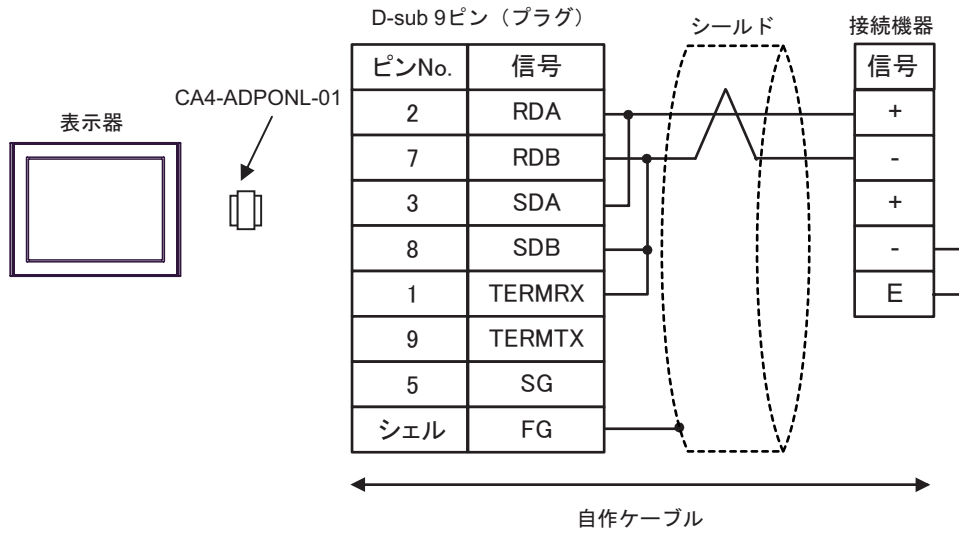 D-sub 9ピン（プラグ）
シールド
接続機器
表示器
CA4-ADPONL-01
ピンNo. 信号
2 RDA
7 RDB
3 SDA
8 SDB
1 TERMRX
9 TERMTX
5 SG
シェル FG
信号
+
-
+
-
E
自作ケーブル